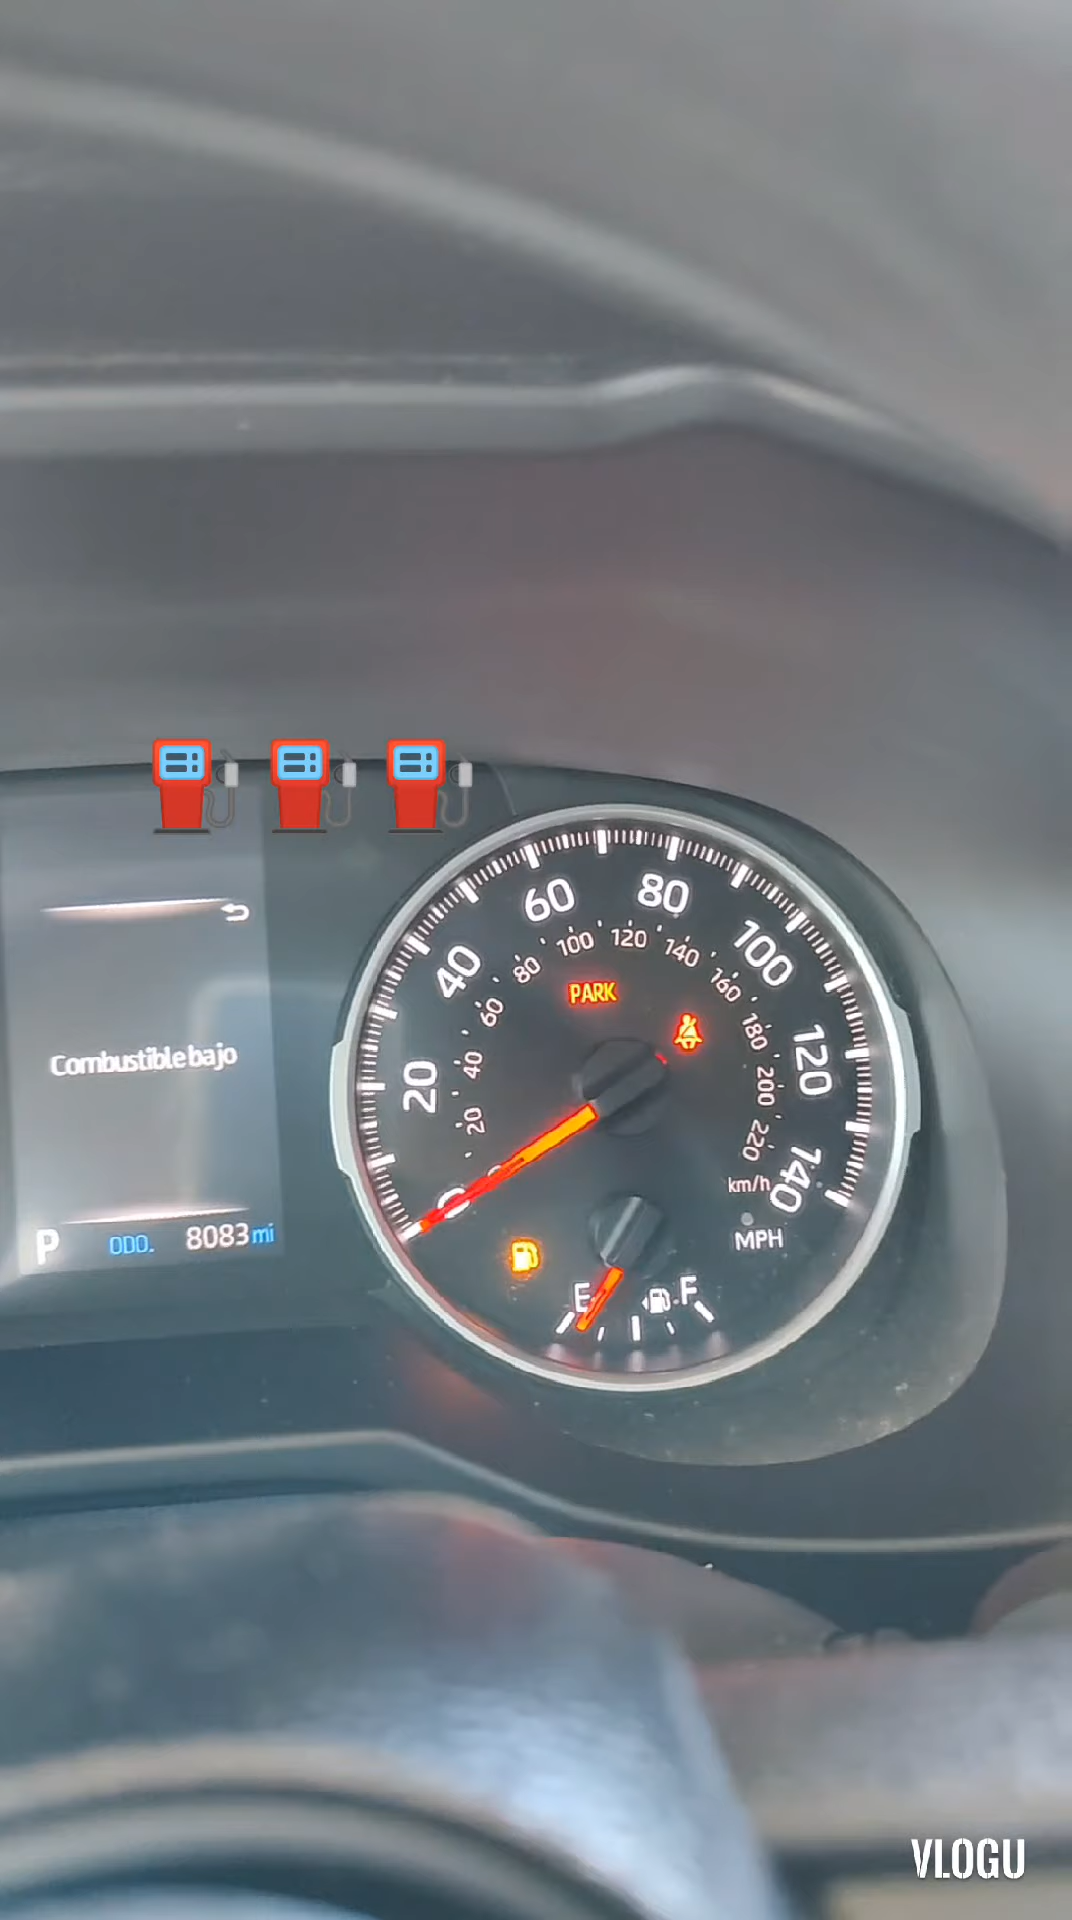 Combustible bajo
P ODO. 8083 mi
0 20 40 60 80 100 120 140
20 40 60 80 100 120 140 160 180 200 220
PARK
km/h
MPH
E F
VLOGU